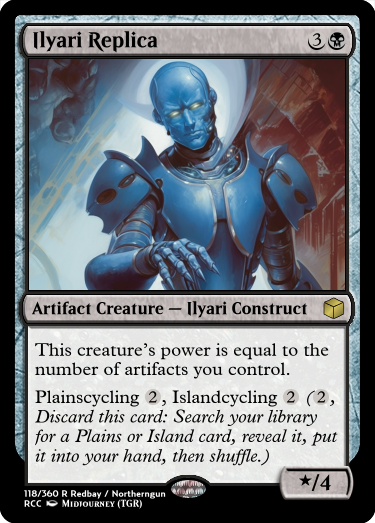 Ilyari Replica 3
Artifact Creature — Ilyari Construct
This creature's power is equal to the
number of artifacts you control.
Plainscycling 2, Islandcycling 2 (2,
Discard this card: Search your library
for a Plains or Island card, reveal it, put
it into your hand, then shuffle.)
*/4
118/360 R Redbay / Northerngun
RCC Midjourney (TGR)